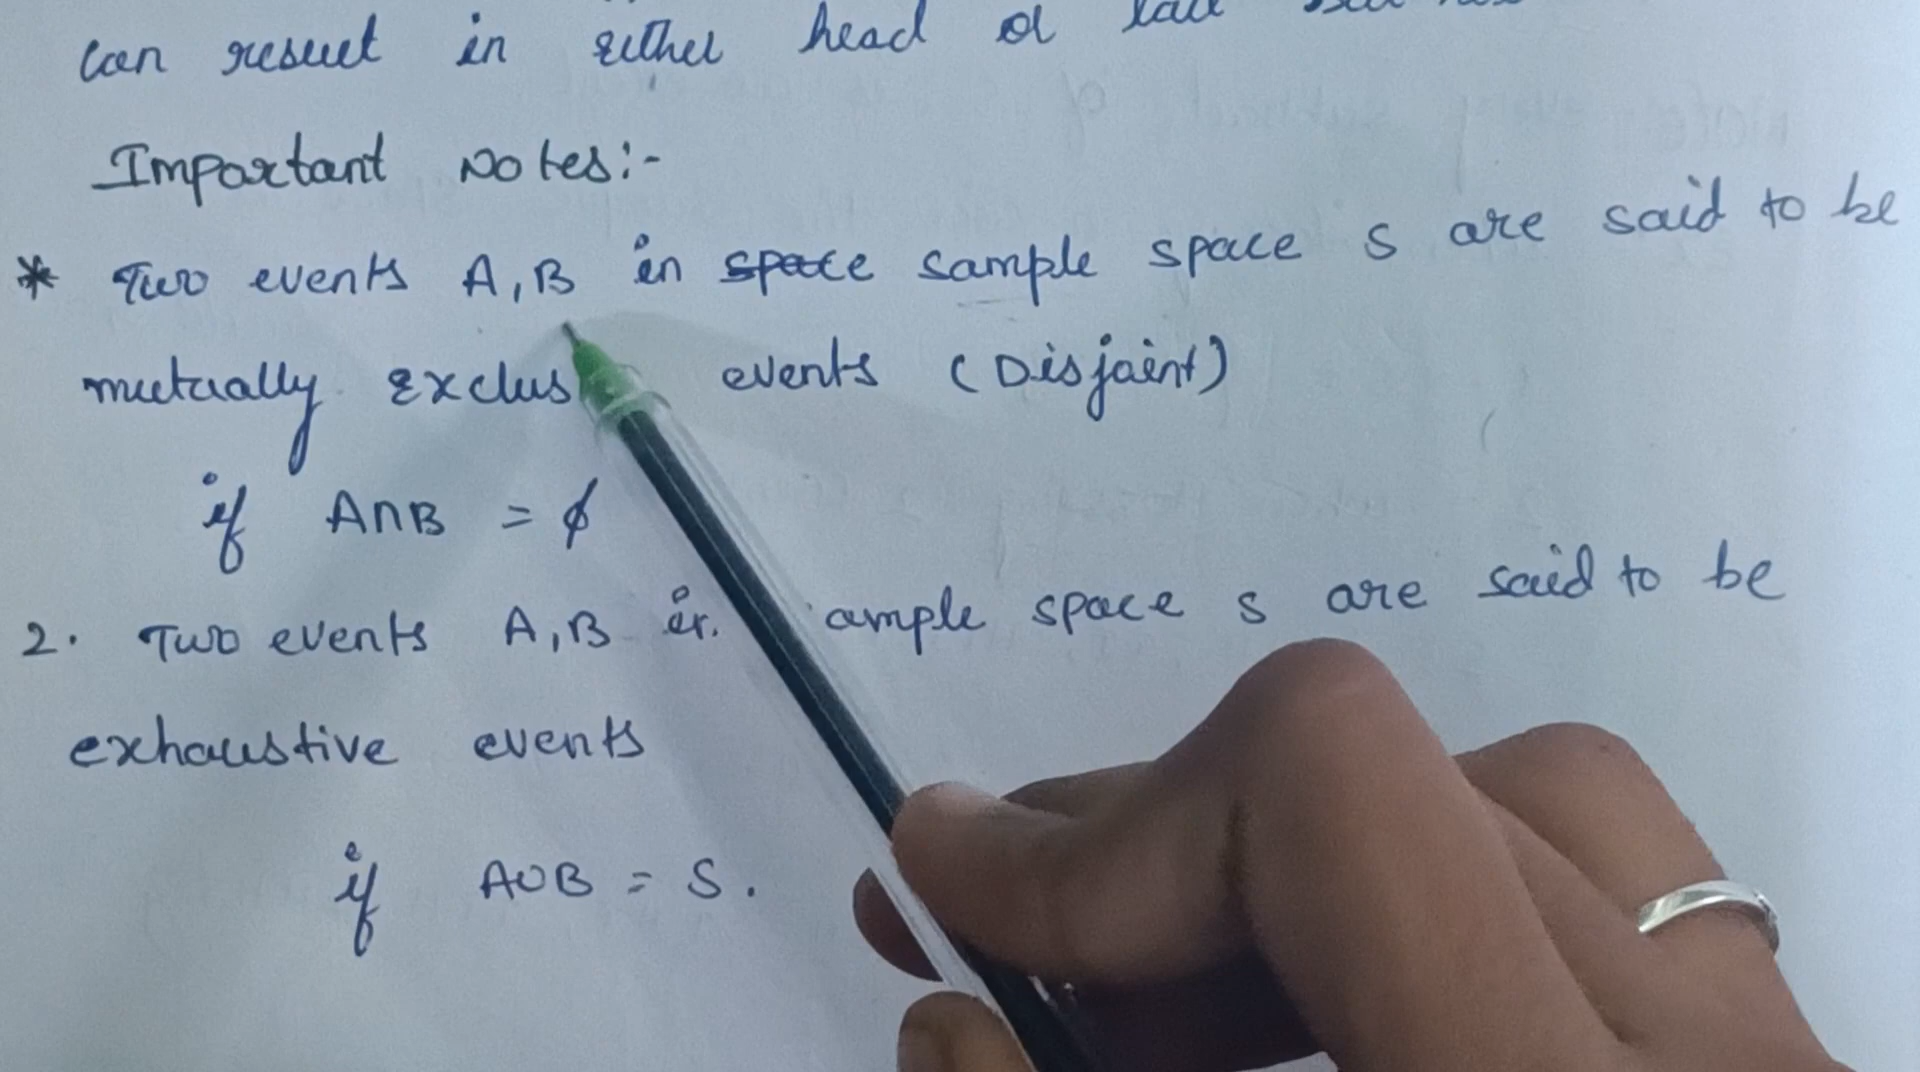 can result in either head or tail
Important Notes:-
* Two events A,B in space sample space S are said to be
mutually exclus events (Disjoint)
if A∩B = ϕ
2. Two events A,B in ample space S are said to be
exhaustive events
if A∪B = S.